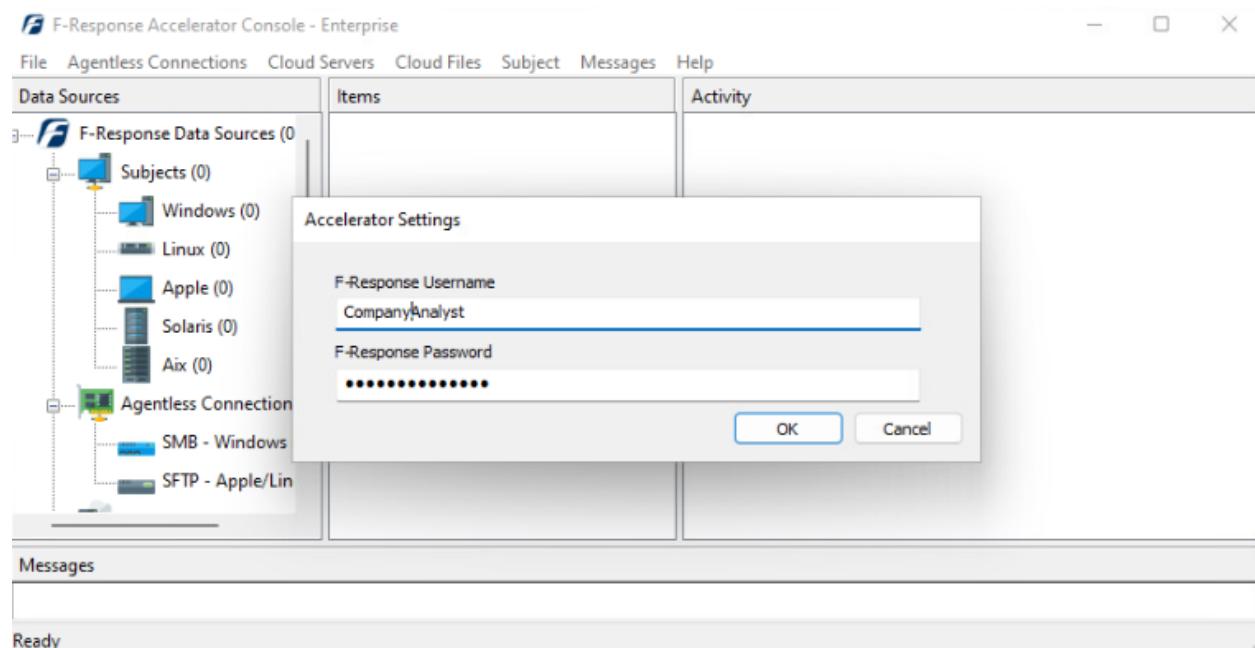 F-Response Accelerator Console - Enterprise
File Agentless Connections Cloud Servers Cloud Files Subject Messages Help
Data Sources
Items
Activity
F-Response Data Sources (0
Subjects (0)
Windows (0)
Linux (0)
Apple (0)
Solaris (0)
Aix (0)
Agentless Connection
SMB - Windows
SFTP - Apple/Lin
Accelerator Settings
F-Response Username
CompanyAnalyst
F-Response Password
●●●●●●●●●●●●●●
OK Cancel
Messages
Ready